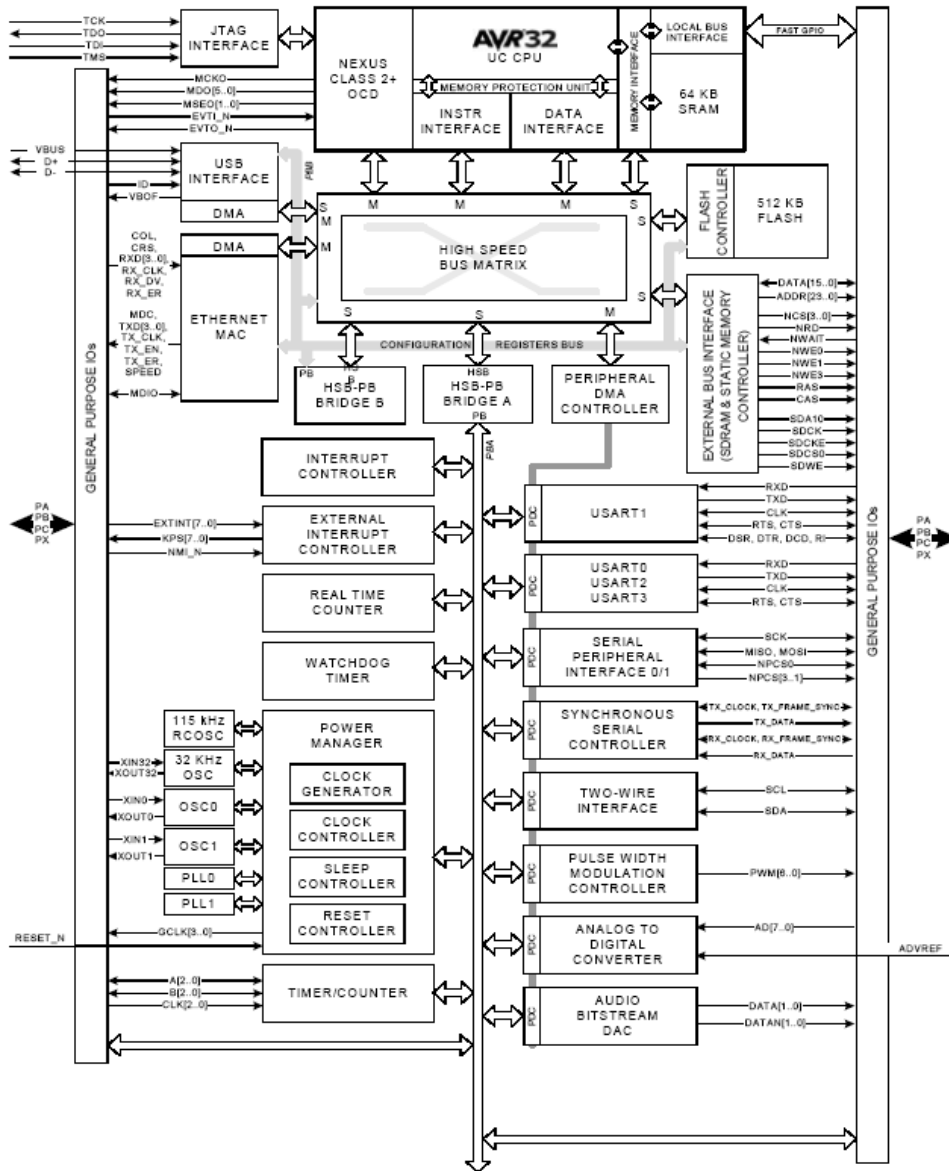 TCK
TDO
TDI
TMS
JTAG
INTERFACE
NEXUS
CLASS 2+
OCD
AVR32
UC CPU
MEMORY PROTECTION UNIT
INSTR
INTERFACE
DATA
INTERFACE
MEMORY INTERFACE
LOCAL BUS
INTERFACE
64 KB
SRAM
FAST GPIO
MCKO
MDO[5..0]
MSEO[1..0]
EVTI_N
EVTO_N
VBUS
D+
D-
ID
VBOF
USB
INTERFACE
DMA
PBB
S
M
M
M
M
S
S
S
M
S
S
M
HIGH SPEED
BUS MATRIX
FLASH
CONTROLLER
512 KB
FLASH
COL,
CRS,
RXD[3..0],
RX_CLK,
RX_DV,
RX_ER
MDC,
TXD[3..0],
TX_CLK,
TX_EN,
TX_ER,
SPEED
MDIO
DMA
ETHERNET
MAC
CONFIGURATION REGISTERS BUS
PB
HSB
HSB-PB
BRIDGE B
HSB
HSB-PB
BRIDGE A
PB
PBA
PERIPHERAL
DMA
CONTROLLER
EXTERNAL BUS INTERFACE
(SDRAM & STATIC MEMORY
CONTROLLER)
DATA[15..0]
ADDR[23..0]
NCS[3..0]
NRD
NWAIT
NWE0
NWE1
NWE3
RAS
CAS
SDA10
SDCK
SDCKE
SDCS0
SDWE
GENERAL PURPOSE IOs
GENERAL PURPOSE IOs
PA
PB
PC
PX
PA
PB
PC
PX
INTERRUPT
CONTROLLER
EXTINT[7..0]
KPS[7..0]
NMI_N
EXTERNAL
INTERRUPT
CONTROLLER
REAL TIME
COUNTER
WATCHDOG
TIMER
115 kHz
RCOSC
XIN32
XOUT32
32 KHz
OSC
XIN0
XOUT0
OSC0
XIN1
XOUT1
OSC1
PLL0
PLL1
POWER
MANAGER
CLOCK
GENERATOR
CLOCK
CONTROLLER
SLEEP
CONTROLLER
RESET
CONTROLLER
GCLK[3..0]
RESET_N
A[2..0]
B[2..0]
CLK[2..0]
TIMER/COUNTER
PDC
USART1
RXD
TXD
CLK
RTS, CTS
DSR, DTR, DCD, RI
PDC
USART0
USART2
USART3
RXD
TXD
CLK
RTS, CTS
PDC
SERIAL
PERIPHERAL
INTERFACE 0/1
SCK
MISO, MOSI
NPCS0
NPCS[3..1]
PDC
SYNCHRONOUS
SERIAL
CONTROLLER
TX_CLOCK, TX_FRAME_SYNC
TX_DATA
RX_CLOCK, RX_FRAME_SYNC
RX_DATA
PDC
TWO-WIRE
INTERFACE
SCL
SDA
PDC
PULSE WIDTH
MODULATION
CONTROLLER
PWM[6..0]
PDC
ANALOG TO
DIGITAL
CONVERTER
AD[7..0]
ADVREF
PDC
AUDIO
BITSTREAM
DAC
DATA[1..0]
DATAN[1..0]